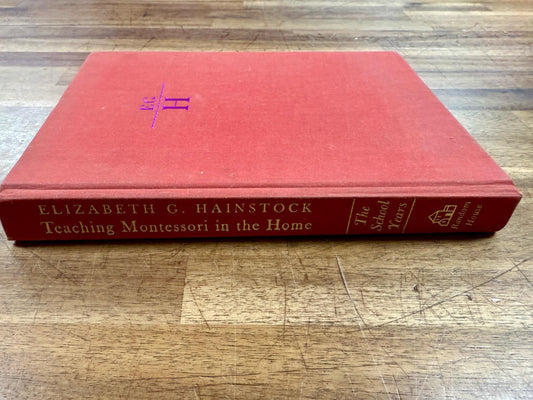 EGH
ELIZABETH G. HAINSTOCK
Teaching Montessori in the Home
The
School
Years
Random
House